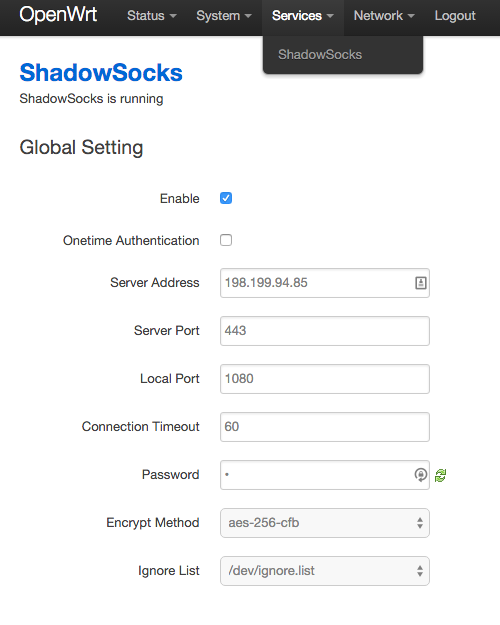 OpenWrt Status System Services Network Logout
ShadowSocks
ShadowSocks
ShadowSocks is running
Global Setting
Enable
Onetime Authentication
Server Address 198.199.94.85
Server Port 443
Local Port 1080
Connection Timeout 60
Password •
Encrypt Method aes-256-cfb
Ignore List /dev/ignore.list